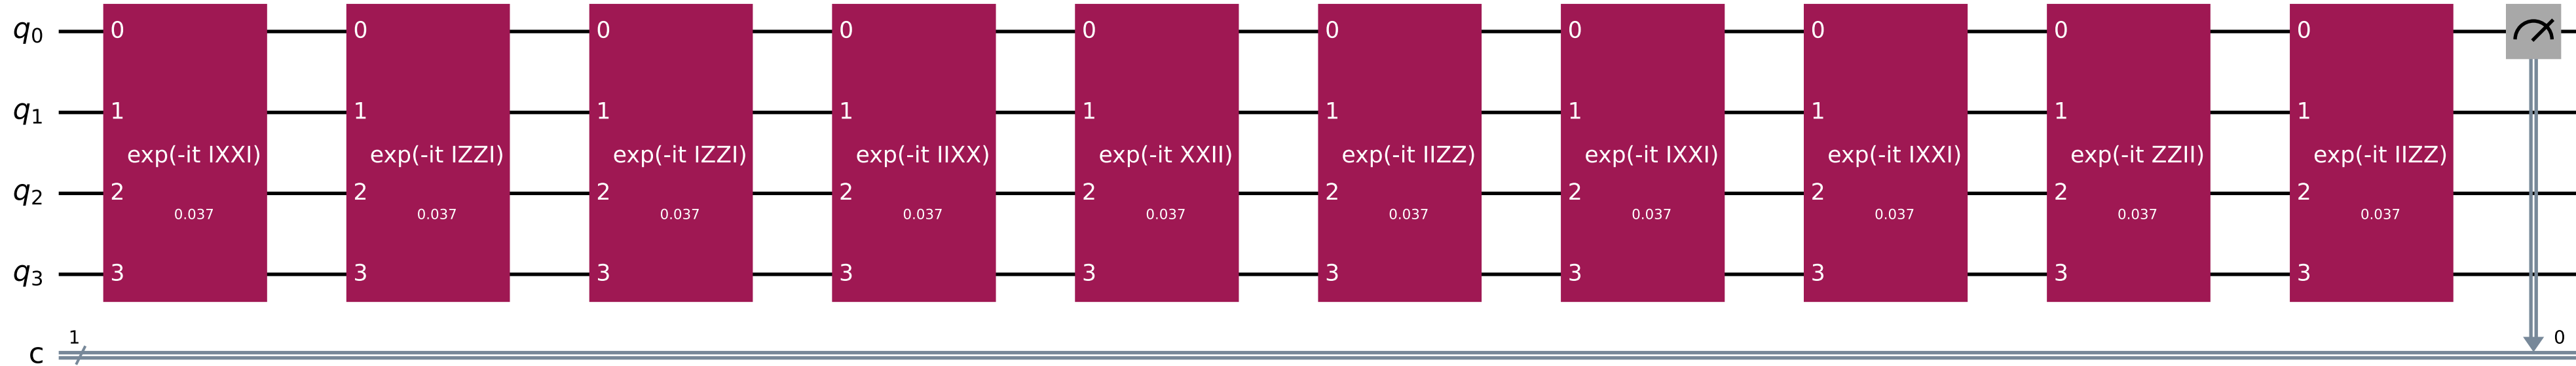 q0 0 0 0 0 0 0 0 0 0 0
q1 1 1 1 1 1 1 1 1 1 1
exp(-it IXXI) exp(-it IZZI) exp(-it IZZI) exp(-it IIXX) exp(-it XXII) exp(-it IIZZ) exp(-it IXXI) exp(-it IXXI) exp(-it ZZII) exp(-it IIZZ)
q2 2 2 2 2 2 2 2 2 2 2
0.037 0.037 0.037 0.037 0.037 0.037 0.037 0.037 0.037 0.037
q3 3 3 3 3 3 3 3 3 3 3
1 0
c